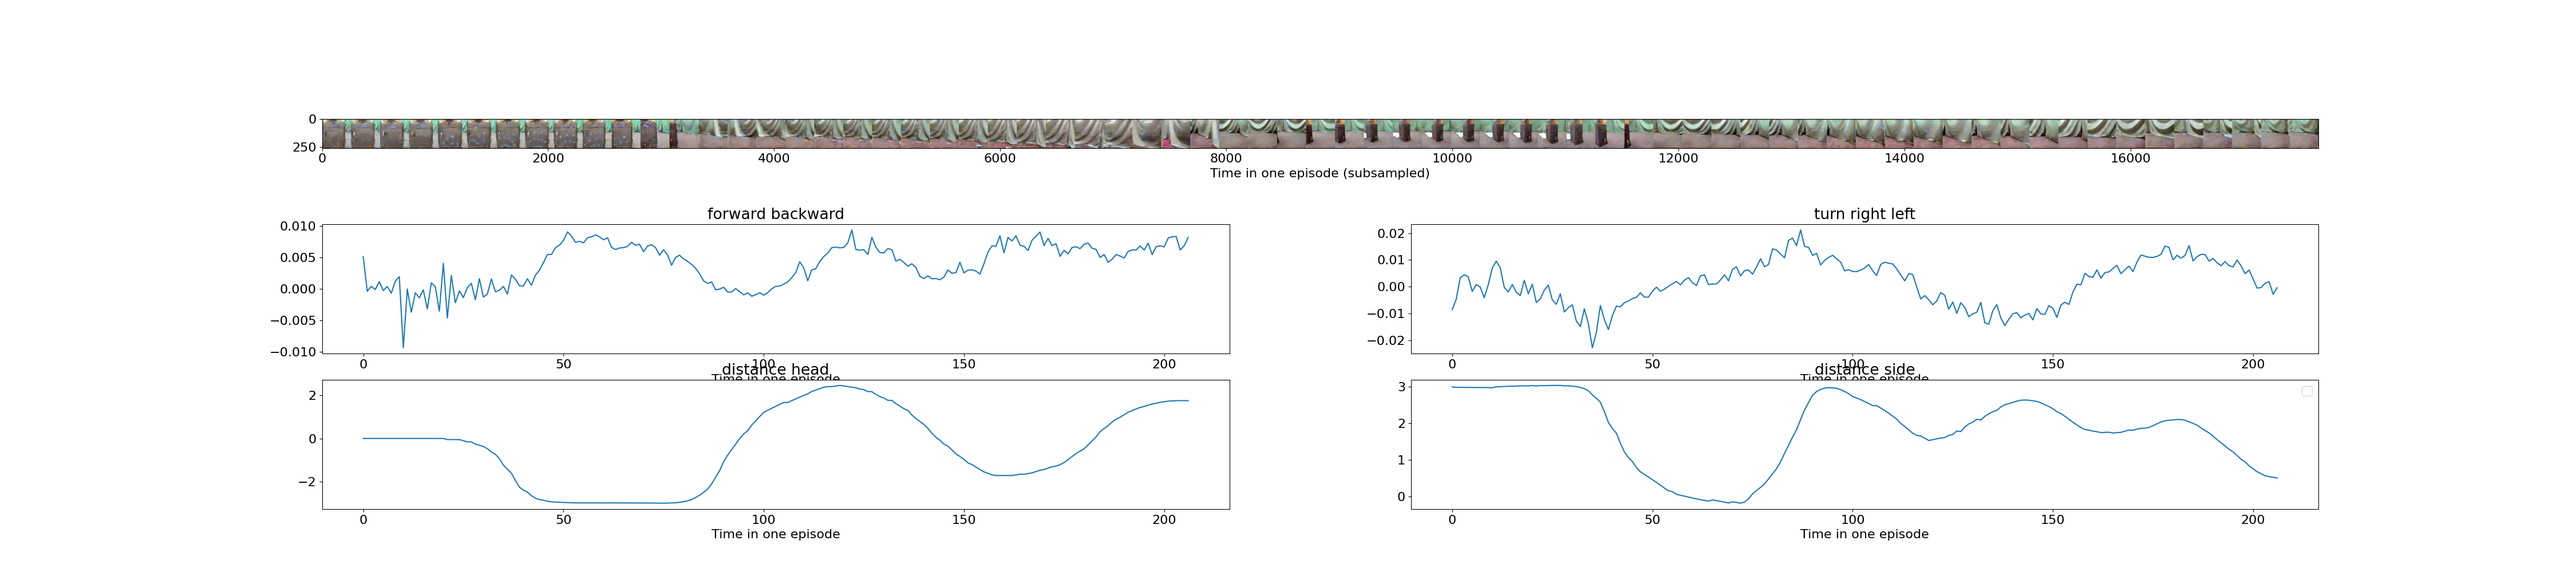 0
250
0 2000 4000 6000 8000 10000 12000 14000 16000
Time in one episode (subsampled)
forward backward
0.010
0.005
0.000
−0.005
−0.010
0 50 100 150 200
Time in one episode
turn right left
0.02
0.01
0.00
−0.01
−0.02
0 50 100 150 200
Time in one episode
distance head
2
0
−2
0 50 100 150 200
Time in one episode
distance side
3
2
1
0
0 50 100 150 200
Time in one episode